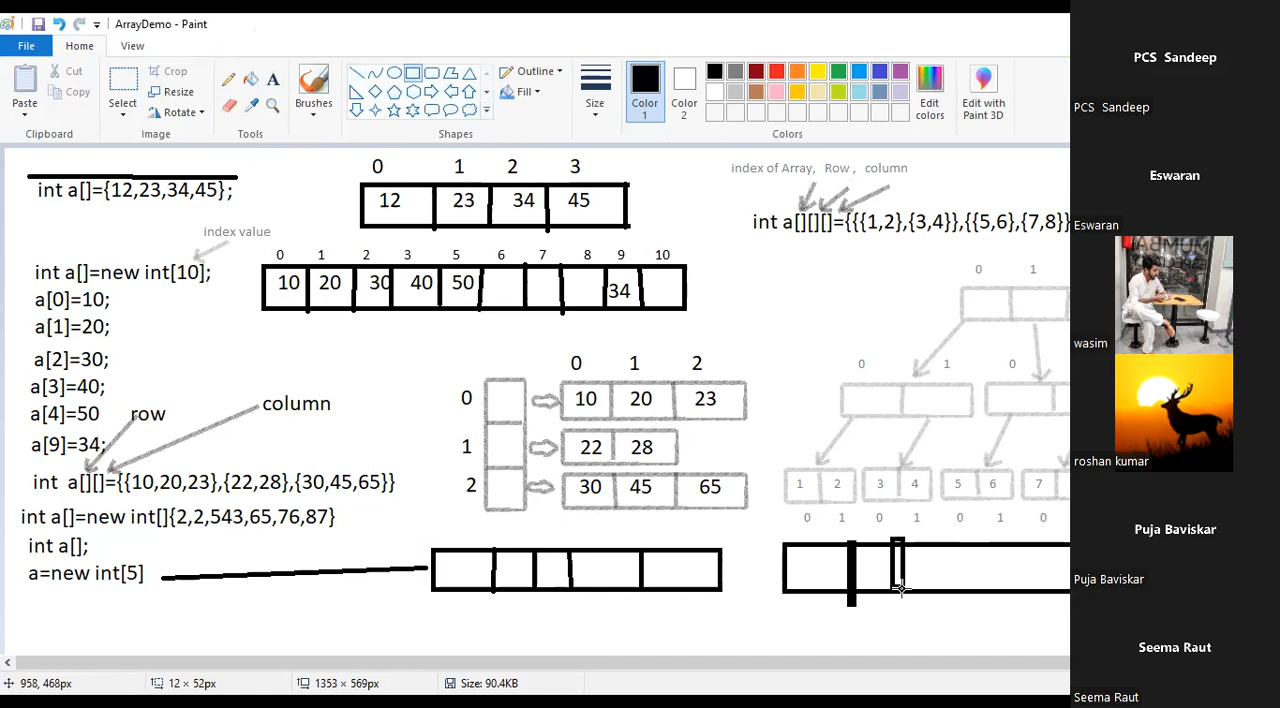 ArrayDemo - Paint
File Home View
Paste
Cut
Copy
Clipboard
Select
Crop
Resize
Rotate
Image
A
Tools
Brushes
Outline
Fill
Shapes
Size
Color 1
Color 2
Edit colors
Edit with Paint 3D
Colors
int a[]={12,23,34,45};
0 1 2 3
12 23 34 45
index of Array, Row , column
int a[][][]={{{1,2},{3,4}},{{5,6},{7,8}}
index value
int a[]=new int[10];
a[0]=10;
a[1]=20;
a[2]=30;
a[3]=40;
a[4]=50
a[9]=34;
0 1 2 3 4 5 6 7 8 9 10
10 20 30 40 50 34
row
column
int a[][]={{10,20,23},{22,28},{30,45,65}}
int a[]=new int[]{2,2,543,65,76,87}
int a[];
a=new int[5]
0 1 2
0 10 20 23
1 22 28
2 30 45 65
0 1
0 1 0
1 2 3 4 5 6 7
0 1 0 1 0 1 0
958, 468px
12 × 52px
1353 × 569px
Size: 90.4KB
PCS Sandeep
PCS Sandeep
Eswaran
Eswaran
MUMBAI
wasim
roshan kumar
Puja Baviskar
Puja Baviskar
Seema Raut
Seema Raut